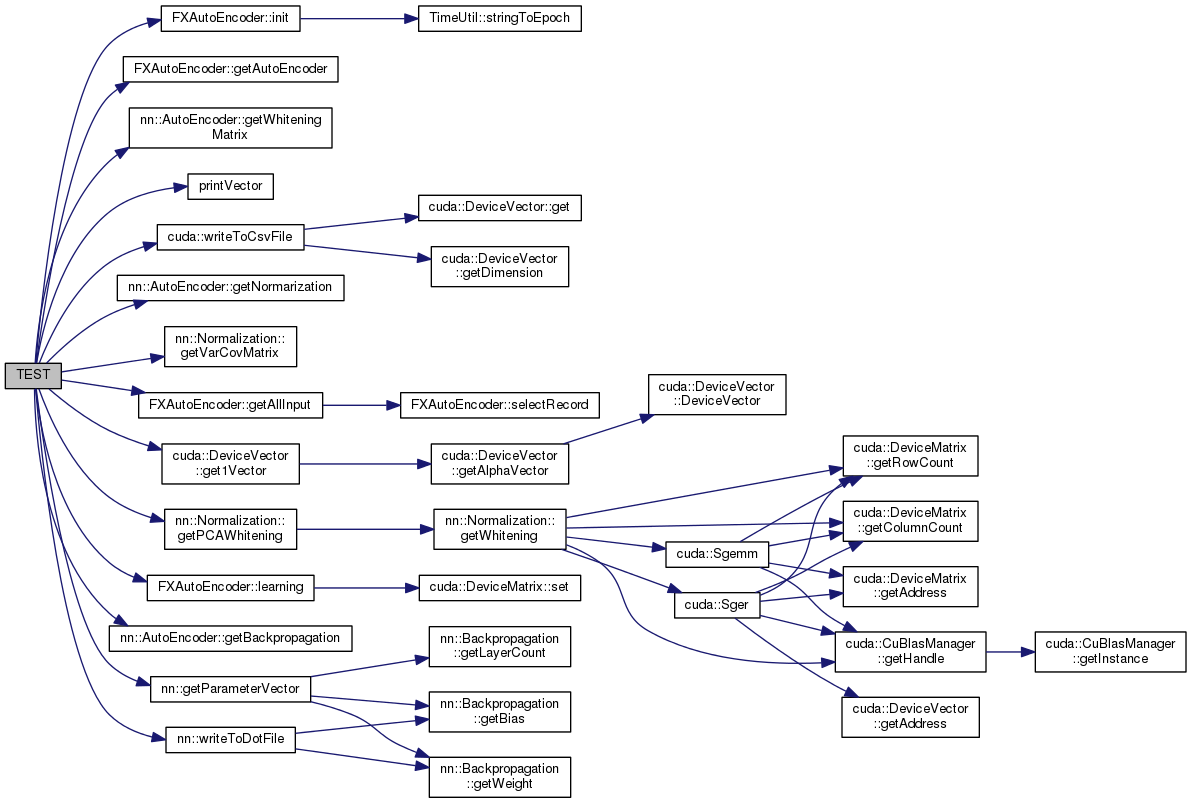 FXAutoEncoder::init
TimeUtil::stringToEpoch
FXAutoEncoder::getAutoEncoder
nn::AutoEncoder::getWhitening
Matrix
printVector
cuda::writeToCsvFile
cuda::DeviceVector::get
cuda::DeviceVector
::getDimension
nn::AutoEncoder::getNormarization
nn::Normalization::
getVarCovMatrix
TEST
FXAutoEncoder::getAllInput
FXAutoEncoder::selectRecord
cuda::DeviceVector
::DeviceVector
cuda::DeviceVector
::get1Vector
cuda::DeviceVector
::getAlphaVector
cuda::DeviceMatrix
::getRowCount
nn::Normalization::
getPCAWhitening
nn::Normalization::
getWhitening
cuda::DeviceMatrix
::getColumnCount
cuda::Sgemm
cuda::DeviceMatrix
::getAddress
FXAutoEncoder::learning
cuda::DeviceMatrix::set
cuda::Sger
nn::AutoEncoder::getBackpropagation
nn::Backpropagation
::getLayerCount
cuda::CuBlasManager
::getHandle
cuda::CuBlasManager
::getInstance
nn::getParameterVector
nn::Backpropagation
::getBias
cuda::DeviceVector
::getAddress
nn::writeToDotFile
nn::Backpropagation
::getWeight